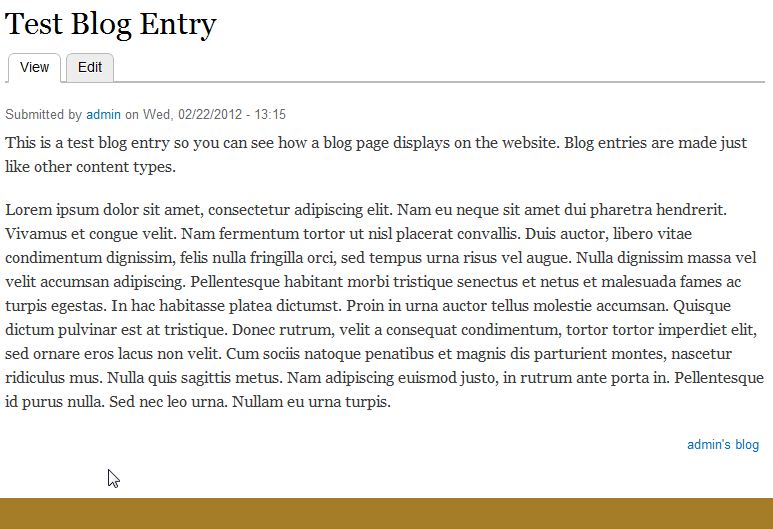 Test Blog Entry
View Edit
Submitted by admin on Wed, 02/22/2012 - 13:15
This is a test blog entry so you can see how a blog page displays on the website. Blog entries are made just
like other content types.
Lorem ipsum dolor sit amet, consectetur adipiscing elit. Nam eu neque sit amet dui pharetra hendrerit.
Vivamus et congue velit. Nam fermentum tortor ut nisl placerat convallis. Duis auctor, libero vitae
condimentum dignissim, felis nulla fringilla orci, sed tempus urna risus vel augue. Nulla dignissim massa vel
velit accumsan adipiscing. Pellentesque habitant morbi tristique senectus et netus et malesuada fames ac
turpis egestas. In hac habitasse platea dictumst. Proin in urna auctor tellus molestie accumsan. Quisque
dictum pulvinar est at tristique. Donec rutrum, velit a consequat condimentum, tortor tortor imperdiet elit,
sed ornare eros lacus non velit. Cum sociis natoque penatibus et magnis dis parturient montes, nascetur
ridiculus mus. Nulla quis sagittis metus. Nam adipiscing euismod justo, in rutrum ante porta in. Pellentesque
id purus nulla. Sed nec leo urna. Nullam eu urna turpis.
admin's blog